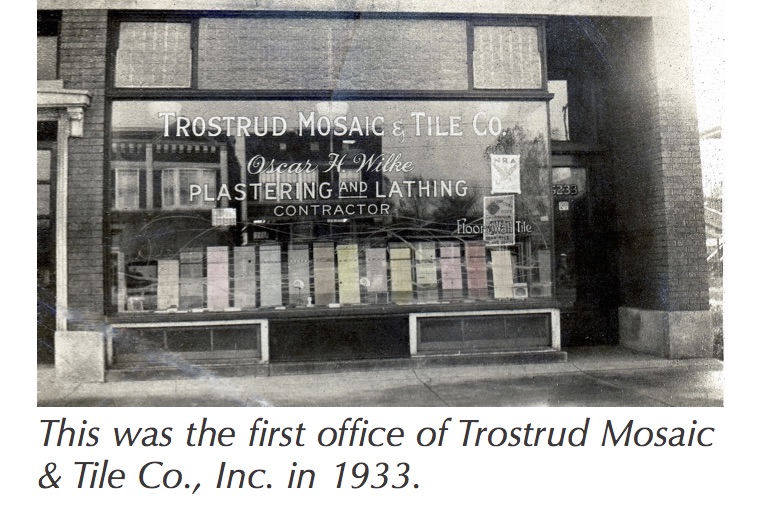 TROSTRUD MOSAIC & TILE CO.
Oscar H. Wilke
PLASTERING AND LATHING
CONTRACTOR
NRA
5233
Floor Wall Tile
This was the first office of Trostrud Mosaic
& Tile Co., Inc. in 1933.